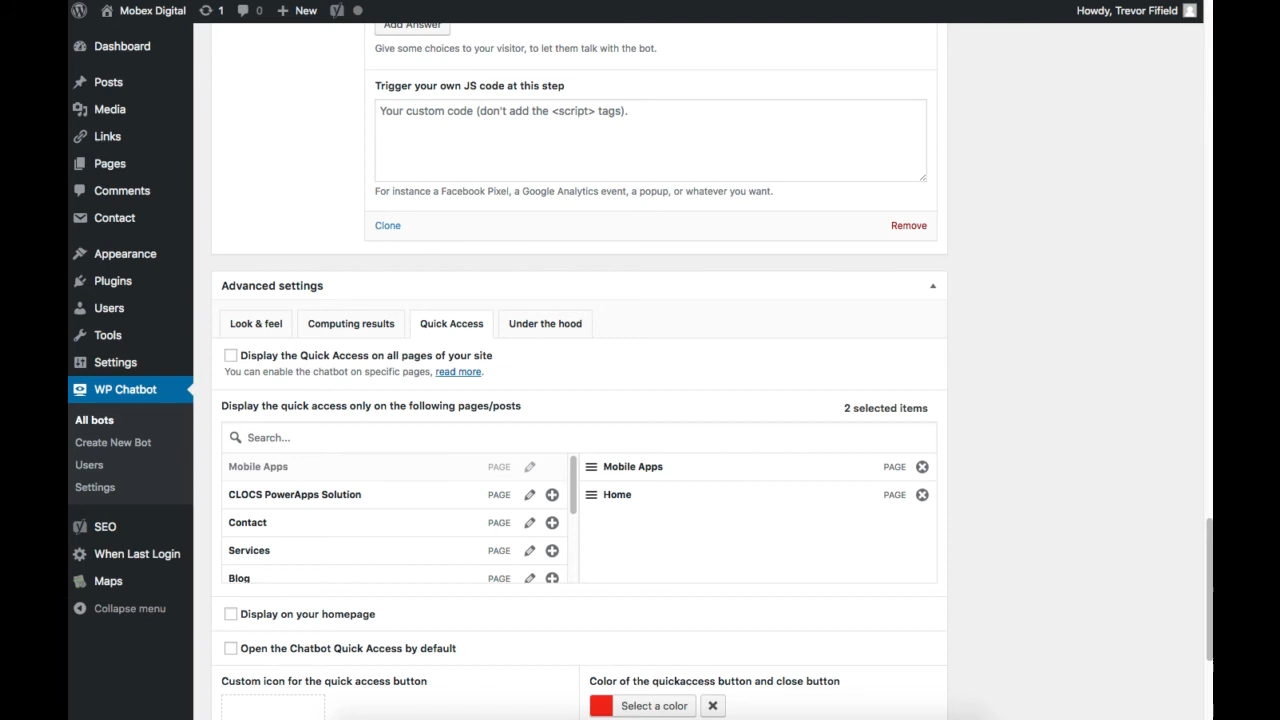 Mobex Digital 1 0 New Howdy, Trevor Fifield
Dashboard
Posts
Media
Links
Pages
Comments
Contact
Appearance
Plugins
Users
Tools
Settings
WP Chatbot
All bots
Create New Bot
Users
Settings
SEO
When Last Login
Maps
Collapse menu
Add Answer
Give some choices to your visitor, to let them talk with the bot.
Trigger your own JS code at this step
Your custom code (don't add the <script> tags).
For instance a Facebook Pixel, a Google Analytics event, a popup, or whatever you want.
Clone Remove
Advanced settings
Look & feel Computing results Quick Access Under the hood
Display the Quick Access on all pages of your site
You can enable the chatbot on specific pages, read more.
Display the quick access only on the following pages/posts 2 selected items
Search...
Mobile Apps PAGE Mobile Apps PAGE
CLOCS PowerApps Solution PAGE Home PAGE
Contact PAGE
Services PAGE
Blog PAGE
Display on your homepage
Open the Chatbot Quick Access by default
Custom icon for the quick access button Color of the quickaccess button and close button
Select a color